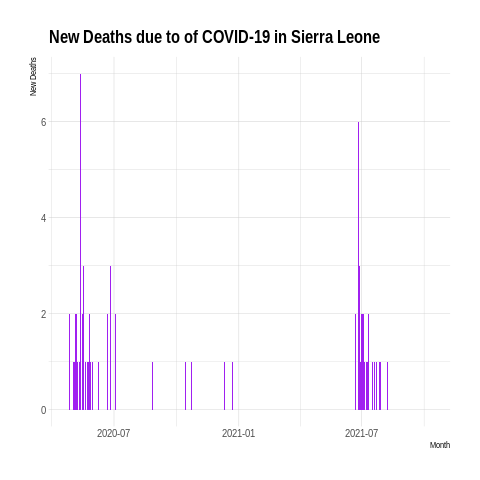 New Deaths due to of COVID-19 in Sierra Leone
New Deaths
6
4
2
0
2020-07
2021-01
2021-07
Month